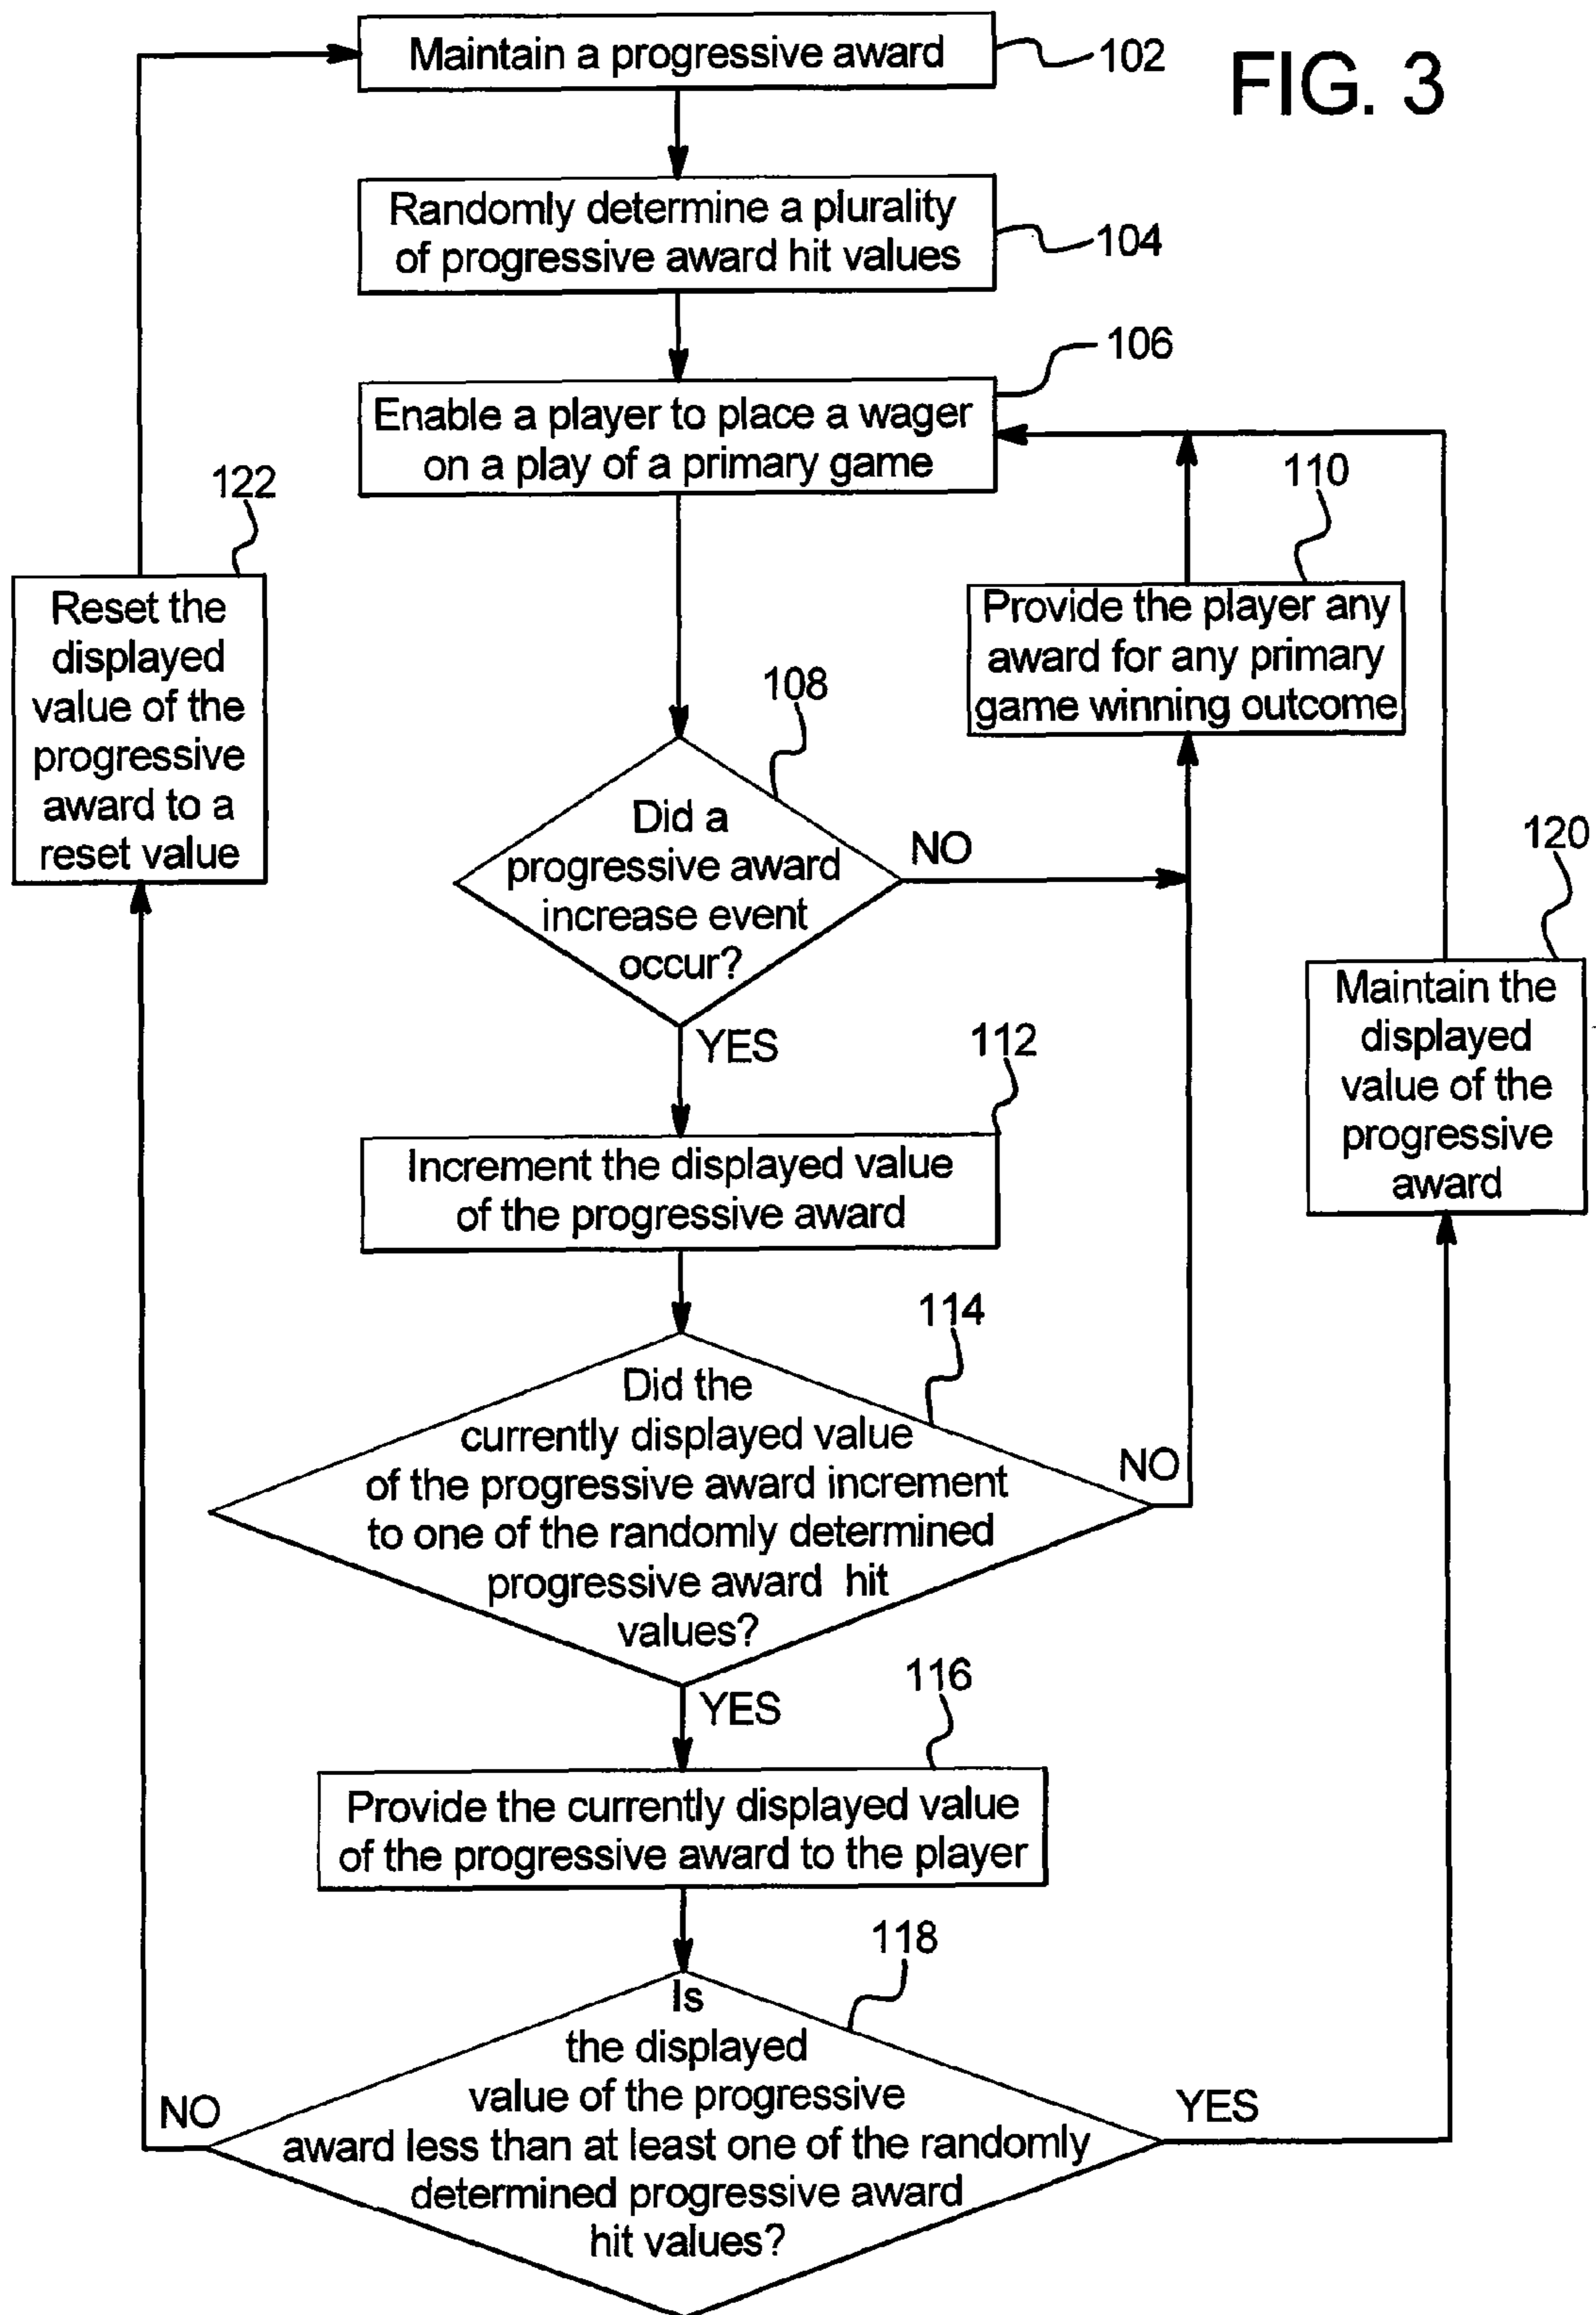 FIG. 3
Maintain a progressive award
102
Randomly determine a plurality
of progressive award hit values
104
106
Enable a player to place a wager
on a play of a primary game
110
Provide the player any
award for any primary
game winning outcome
122
Reset the
displayed
value of the
progressive
award to a
reset value
108
Did a
progressive award
increase event
occur?
NO
YES
120
Maintain the
displayed
value of the
progressive
award
112
Increment the displayed value
of the progressive award
114
Did the
currently displayed value
of the progressive award increment
to one of the randomly determined
progressive award hit
values?
NO
YES
116
Provide the currently displayed value
of the progressive award to the player
118
Is
the displayed
value of the progressive
award less than at least one of the randomly
determined progressive award
hit values?
NO
YES